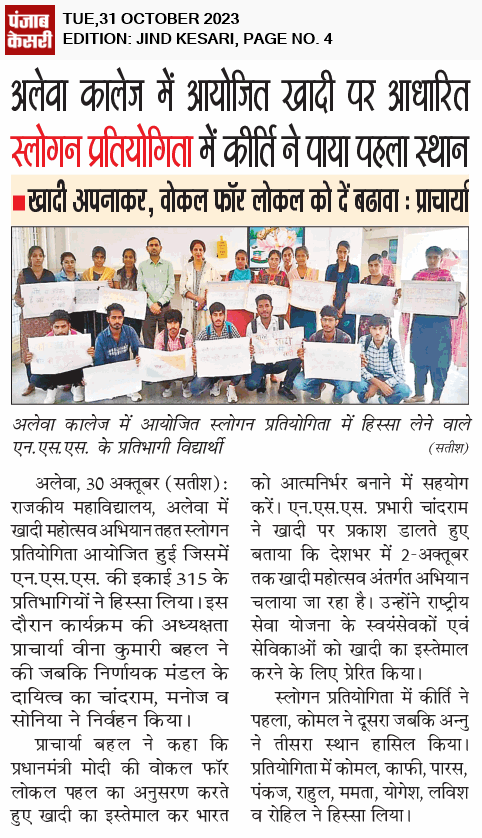 पंजाब
केसरी
TUE,31 OCTOBER 2023
EDITION: JIND KESARI, PAGE NO. 4
अलेवा कालेज में आयोजित खादी पर आधारित
स्लोगन प्रतियोगिता में कीर्ति ने पाया पहला स्थान
खादी अपनाकर, वोकल फॉर लोकल को दें बढावा : प्राचार्या
अलेवा कालेज में आयोजित स्लोगन प्रतियोगिता में हिस्सा लेने वाले
एन.एस.एस. के प्रतिभागी विद्यार्थी
(सतीश)
अलेवा, 30 अक्तूबर (सतीश):
राजकीय महाविद्यालय, अलेवा में
खादी महोत्सव अभियान तहत स्लोगन
प्रतियोगिता आयोजित हुई जिसमें
एन.एस.एस. की इकाई 315 के
प्रतिभागियों ने हिस्सा लिया। इस
दौरान कार्यक्रम की अध्यक्षता
प्राचार्या वीना कुमारी बहल ने
की जबकि निर्णायक मंडल के
दायित्व का चांदराम, मनोज व
सोनिया ने निर्वहन किया।
प्राचार्या बहल ने कहा कि
प्रधानमंत्री मोदी की वोकल फॉर
लोकल पहल का अनुसरण करते
हुए खादी का इस्तेमाल कर भारत
को आत्मनिर्भर बनाने में सहयोग
करें। एन.एस.एस. प्रभारी चांदराम
ने खादी पर प्रकाश डालते हुए
बताया कि देशभर में 2-अक्तूबर
तक खादी महोत्सव अंतर्गत अभियान
चलाया जा रहा है। उन्होंने राष्ट्रीय
सेवा योजना के स्वयंसेवकों एवं
सेविकाओं को खादी का इस्तेमाल
करने के लिए प्रेरित किया।
स्लोगन प्रतियोगिता में कीर्ति ने
पहला, कोमल ने दूसरा जबकि अन्नु
ने तीसरा स्थान हासिल किया।
प्रतियोगिता में कोमल, काफी, पारस,
पंकज, राहुल, ममता, योगेश, लविश
व रोहिल ने हिस्सा लिया।